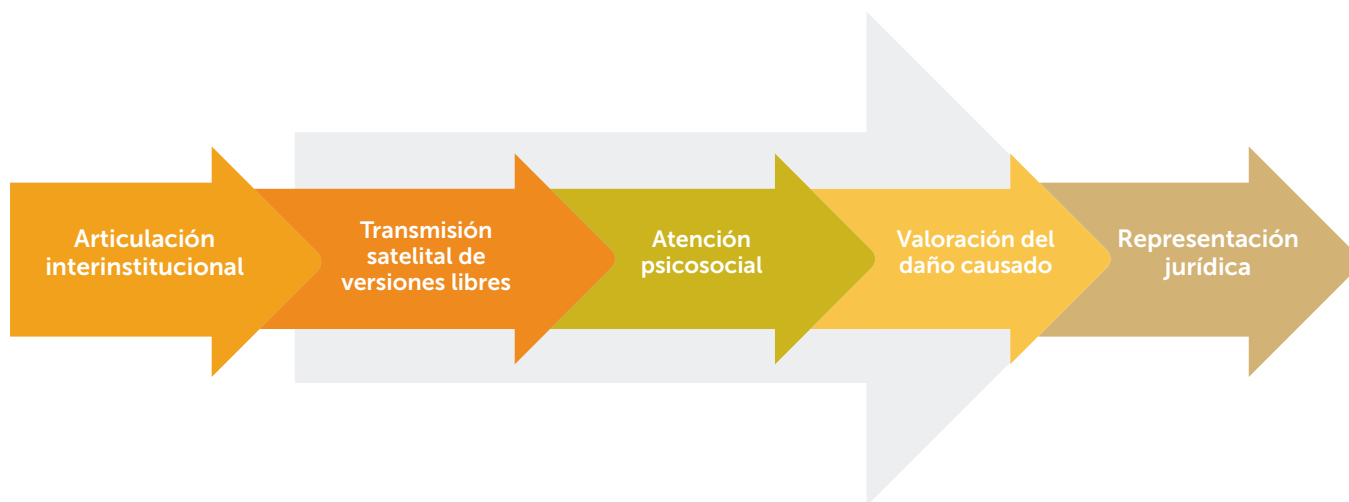 Articulación
interinstitucional
Transmisión
satelital de
versiones libres
Atención
psicosocial
Valoración del
daño causado
Representación
jurídica